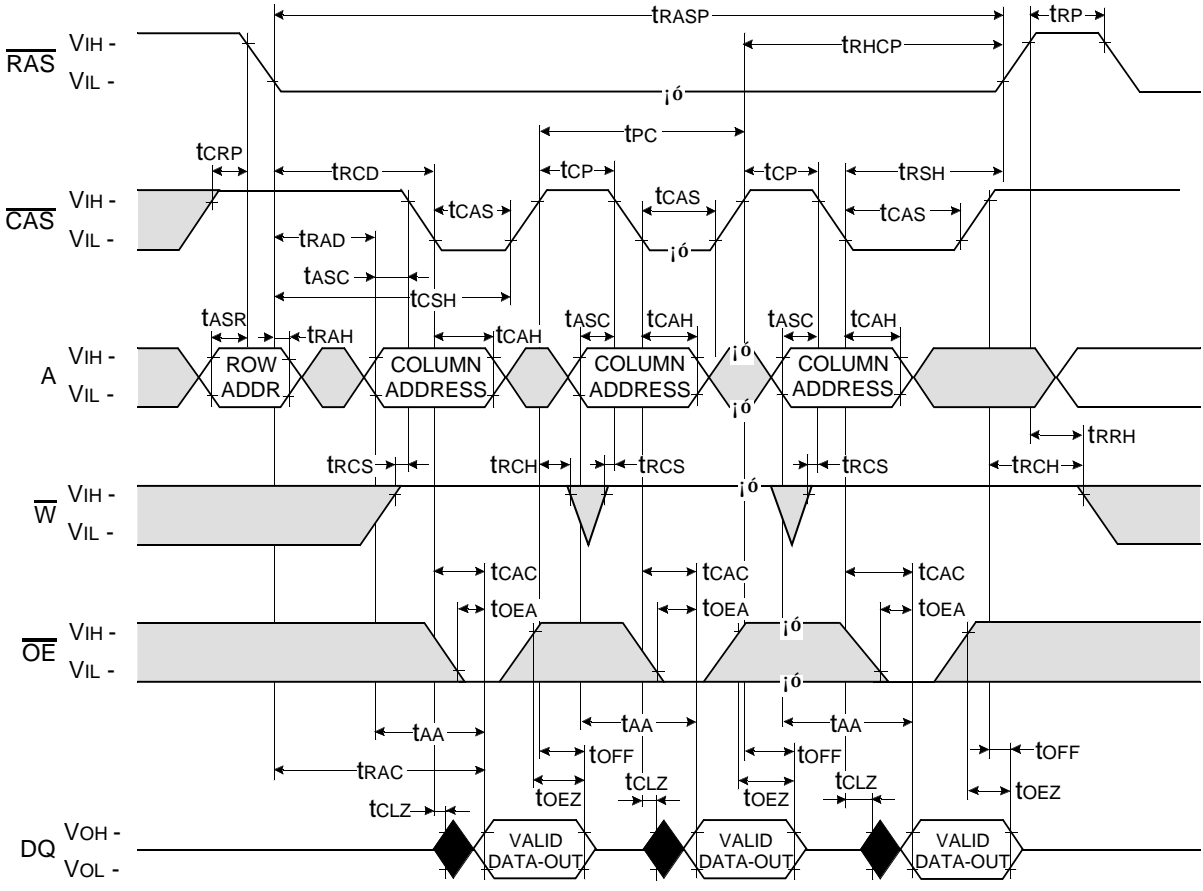 tRASP
tRP
VIH -
RAS
tRHCP
VIL -
¡ó
tPC
tCRP
tRCD
tCP
tCP
tRSH
VIH -
CAS
tCAS
tCAS
tCAS
VIL -
¡ó
tRAD
tASC
tCSH
tASR
tRAH
tCAH
tASC
tCAH
tASC
tCAH
VIH -
A
VIL -
ROW
ADDR
COLUMN
ADDRESS
COLUMN
ADDRESS
¡ó
¡ó
COLUMN
ADDRESS
tRRH
tRCS
tRCH
tRCS
tRCS
tRCH
VIH -
W
VIL -
¡ó
tCAC
tCAC
tCAC
tOEA
tOEA
tOEA
VIH -
OE
VIL -
¡ó
¡ó
tAA
tAA
tAA
tOFF
tOFF
tOFF
tRAC
tCLZ
tOEZ
tCLZ
tOEZ
tCLZ
tOEZ
VOH -
DQ
VOL -
VALID
DATA-OUT
VALID
DATA-OUT
VALID
DATA-OUT